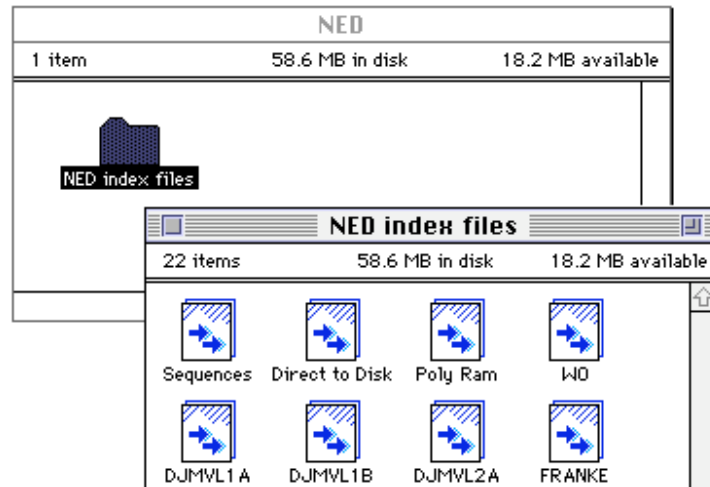 NED
1 item 58.6 MB in disk 18.2 MB available
NED index files
NED index files
22 items 58.6 MB in disk 18.2 MB available
Sequences Direct to Disk Poly Ram WO
DJMVL1A DJMVL1B DJMVL2A FRANKE